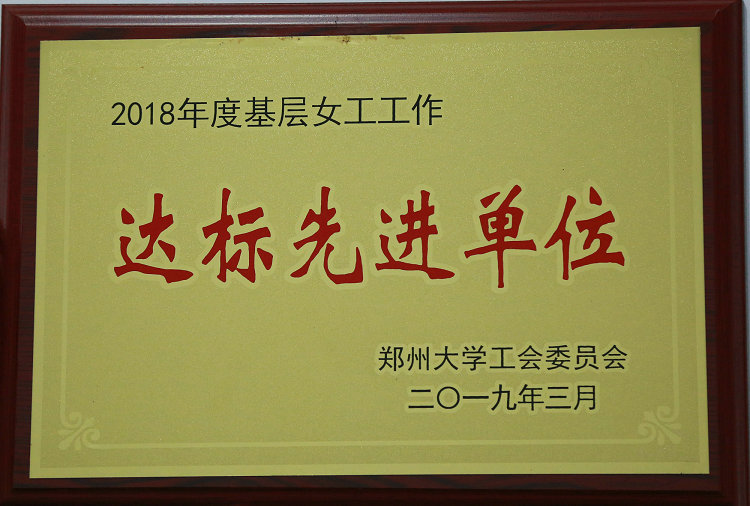 2018年度基层女工工作
达标先进单位
郑州大学工会委员会
二〇一九年三月